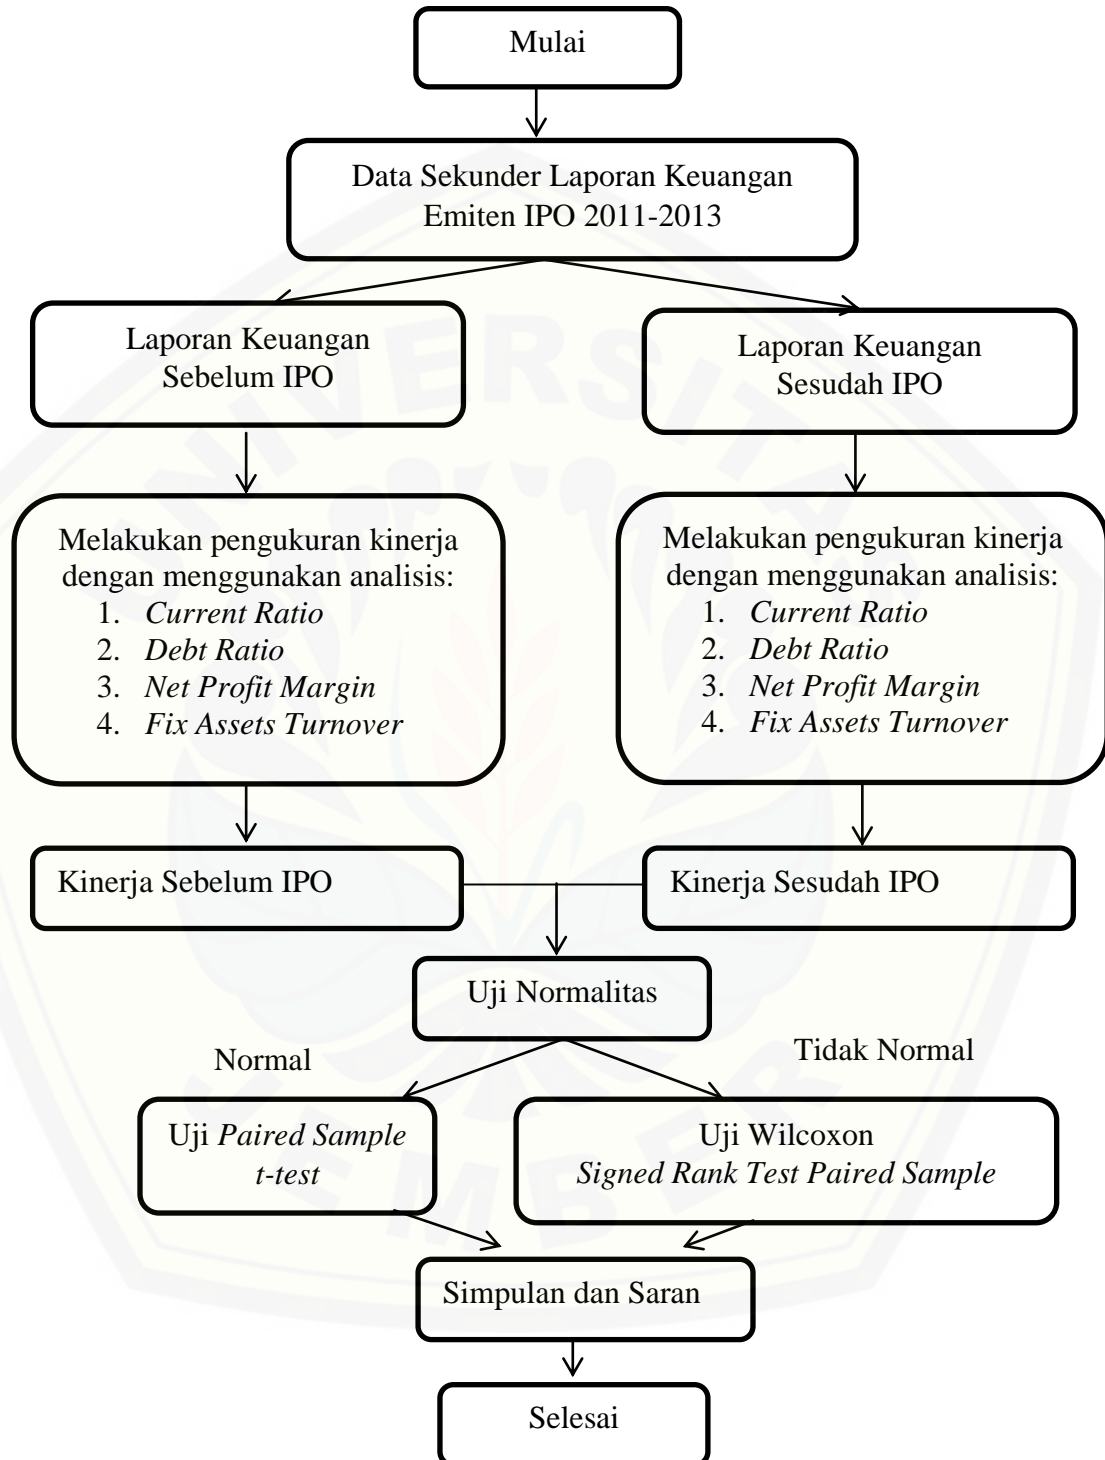 Mulai
Data Sekunder Laporan Keuangan
Emiten IPO 2011-2013
Laporan Keuangan
Sebelum IPO
Laporan Keuangan
Sesudah IPO
Melakukan pengukuran kinerja
dengan menggunakan analisis:
1. Current Ratio
2. Debt Ratio
3. Net Profit Margin
4. Fix Assets Turnover
Melakukan pengukuran kinerja
dengan menggunakan analisis:
1. Current Ratio
2. Debt Ratio
3. Net Profit Margin
4. Fix Assets Turnover
Kinerja Sebelum IPO
Kinerja Sesudah IPO
Uji Normalitas
Normal
Tidak Normal
Uji Paired Sample
t-test
Uji Wilcoxon
Signed Rank Test Paired Sample
Simpulan dan Saran
Selesai
UNIVERSITAS
JEMBER